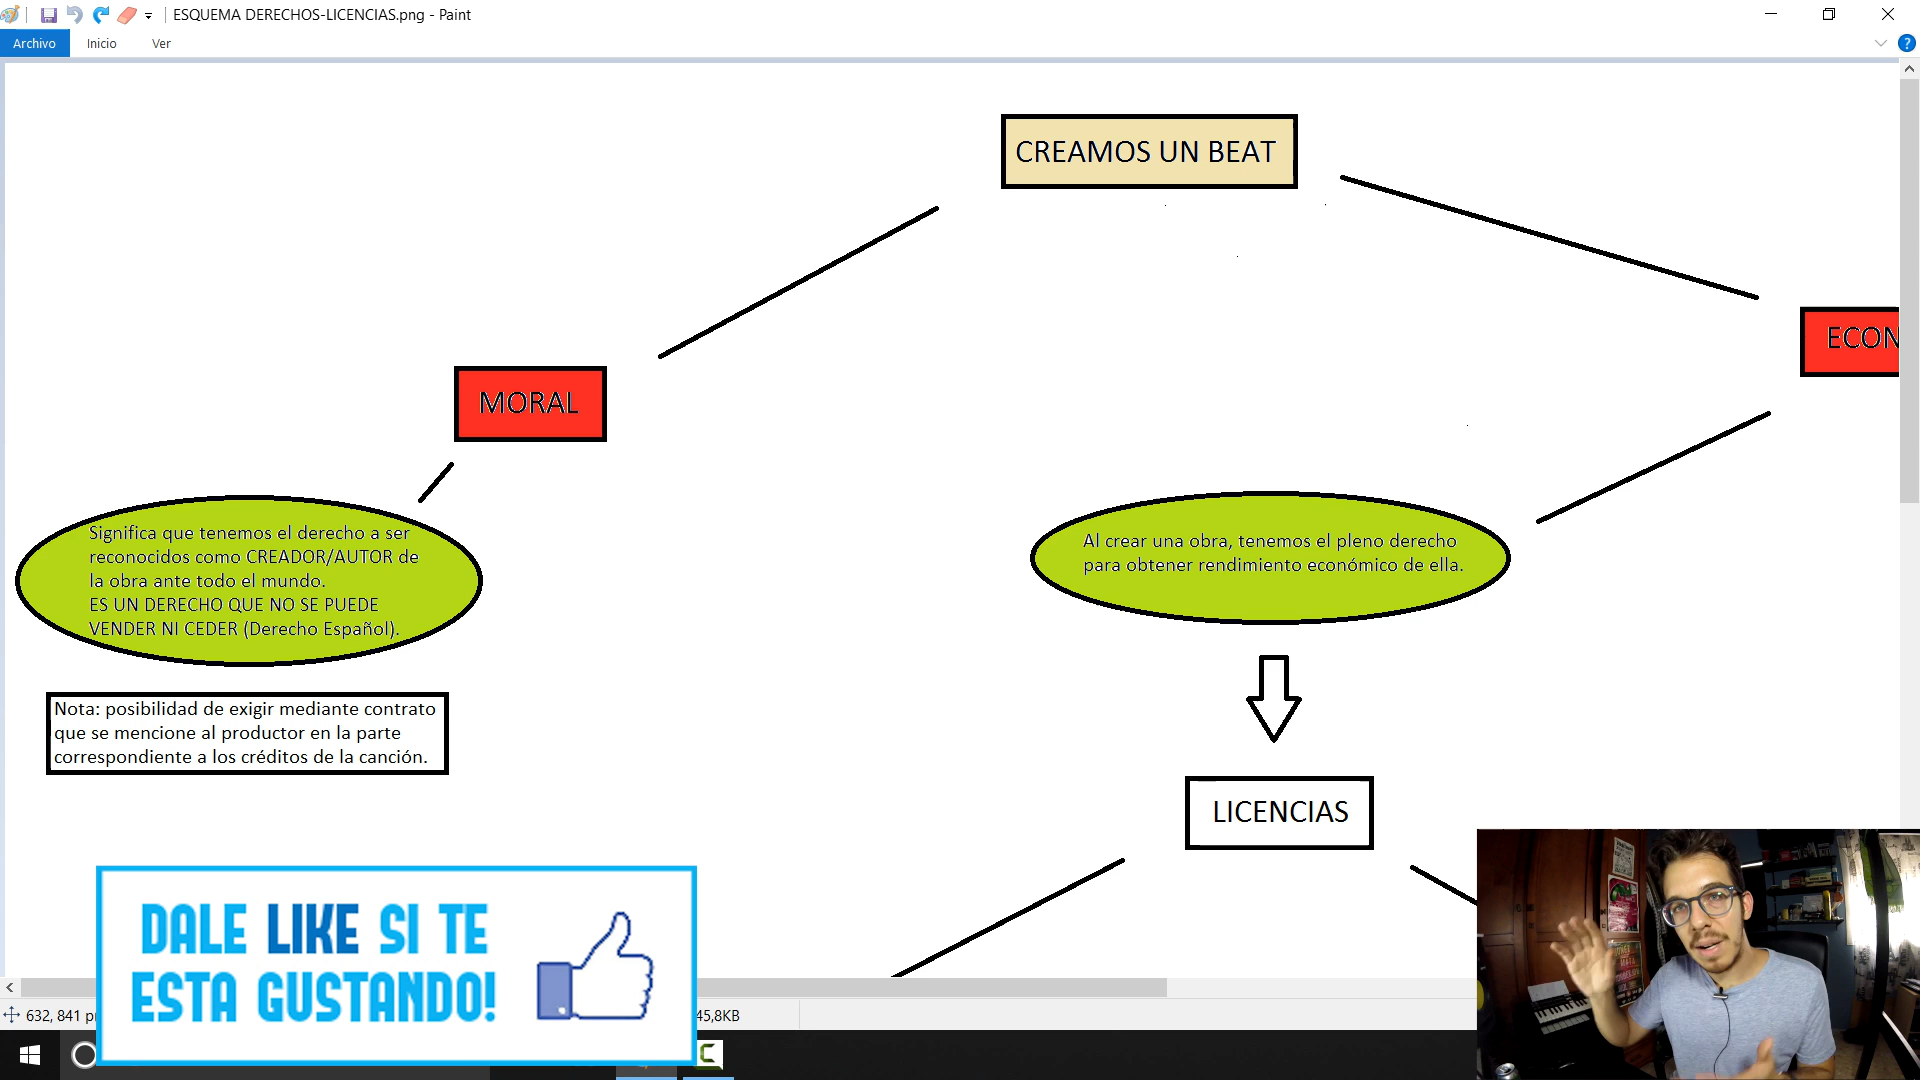 ESQUEMA DERECHOS-LICENCIAS.png - Paint
Archivo Inicio Ver
CREAMOS UN BEAT
ECON
MORAL
Significa que tenemos el derecho a ser
reconocidos como CREADOR/AUTOR de
la obra ante todo el mundo.
ES UN DERECHO QUE NO SE PUEDE
VENDER NI CEDER (Derecho Español).
Al crear una obra, tenemos el pleno derecho
para obtener rendimiento económico de ella.
Nota: posibilidad de exigir mediante contrato
que se mencione al productor en la parte
correspondiente a los créditos de la canción.
LICENCIAS
DALE LIKE SI TE
ESTA GUSTANDO!
632, 841 p
45,8KB